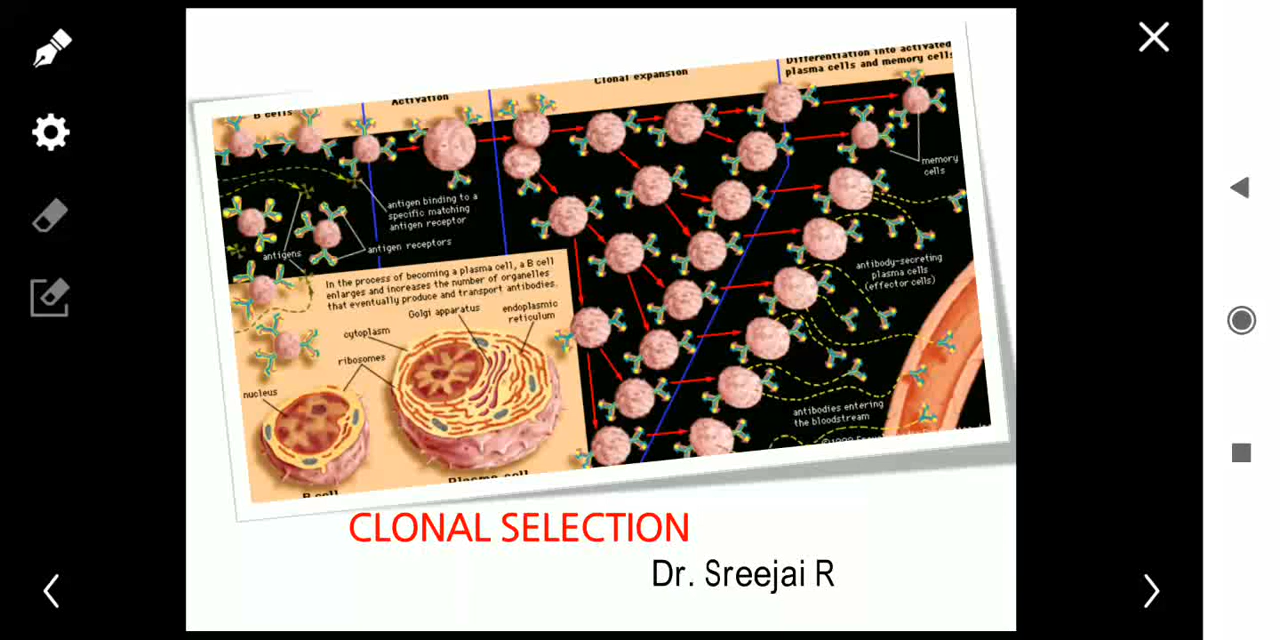 B cells
Activation
Clonal expansion
Differentiation into activated
plasma cells and memory cells
memory
cells
antigen binding to a
specific matching
antigen receptor
antigens
antigen receptors
antibody-secreting
plasma cells
(effector cells)
In the process of becoming a plasma cell, a B cell
enlarges and increases the number of organelles
that eventually produce and transport antibodies.
Golgi apparatus
endoplasmic
reticulum
cytoplasm
ribosomes
nucleus
antibodies entering
the bloodstream
B cell
Plasma cell
CLONAL SELECTION
Dr. Sreejai R